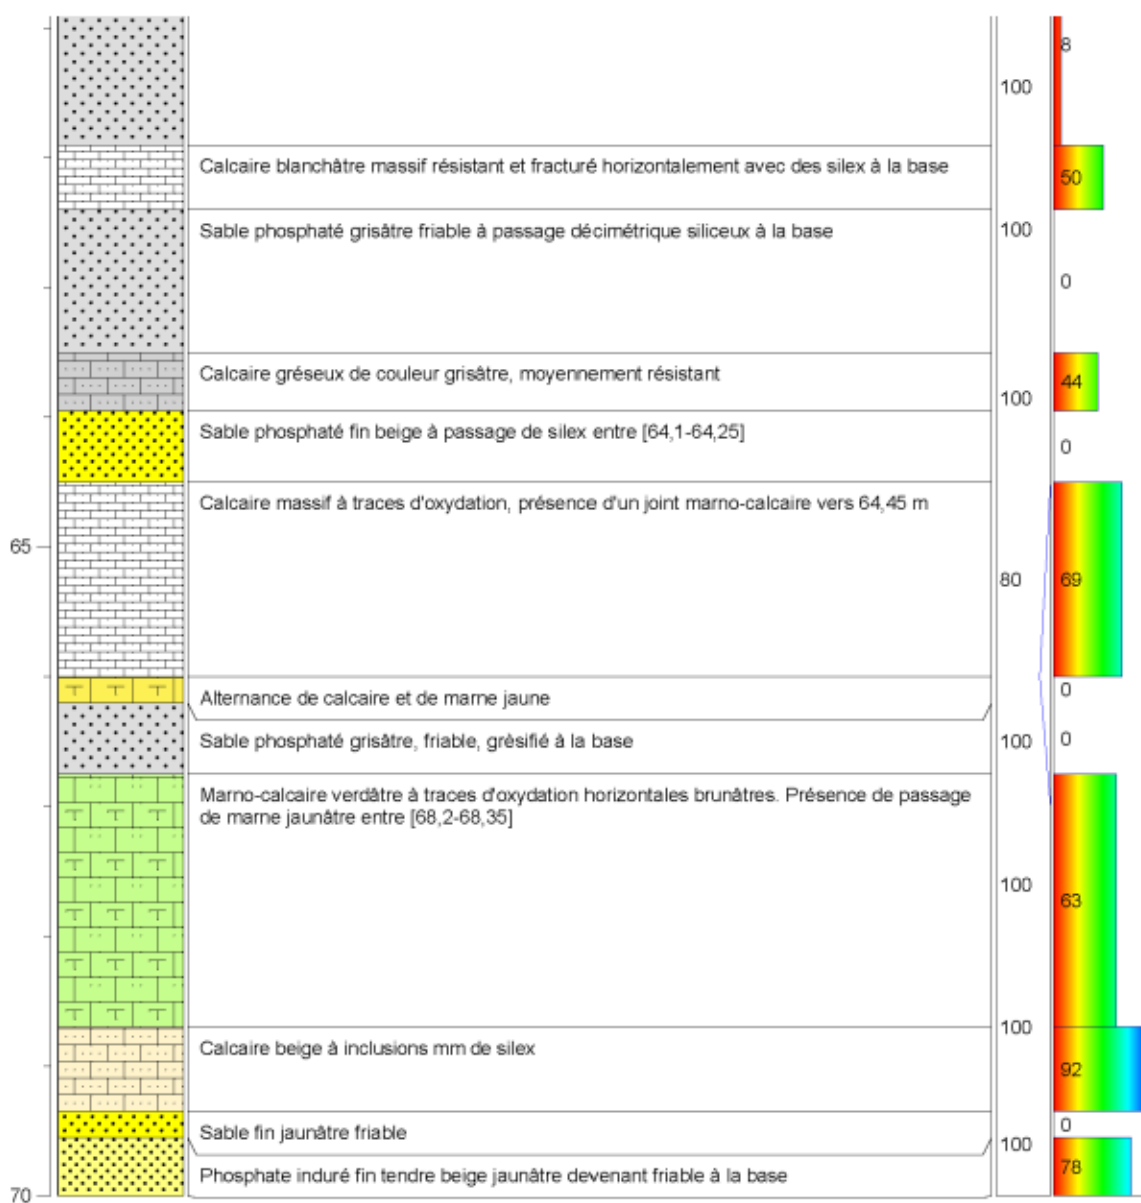 8
100
Calcaire blanchâtre massif résistant et fracturé horizontalement avec des silex à la base
50
Sable phosphaté grisâtre friable à passage décimétrique siliceux à la base
100
0
Calcaire gréseux de couleur grisâtre, moyennement résistant
44
100
Sable phosphaté fin beige à passage de silex entre [64,1-64,25]
0
Calcaire massif à traces d'oxydation, présence d'un joint marno-calcaire vers 64,45 m
65
80
69
Alternance de calcaire et de marne jaune
0
Sable phosphaté grisâtre, friable, grèsifié à la base
100
0
Marno-calcaire verdâtre à traces d'oxydation horizontales brunâtres. Présence de passage
de marne jaunâtre entre [68,2-68,35]
100
63
100
Calcaire beige à inclusions mm de silex
92
Sable fin jaunâtre friable
0
100
Phosphate induré fin tendre beige jaunâtre devenant friable à la base
78
70